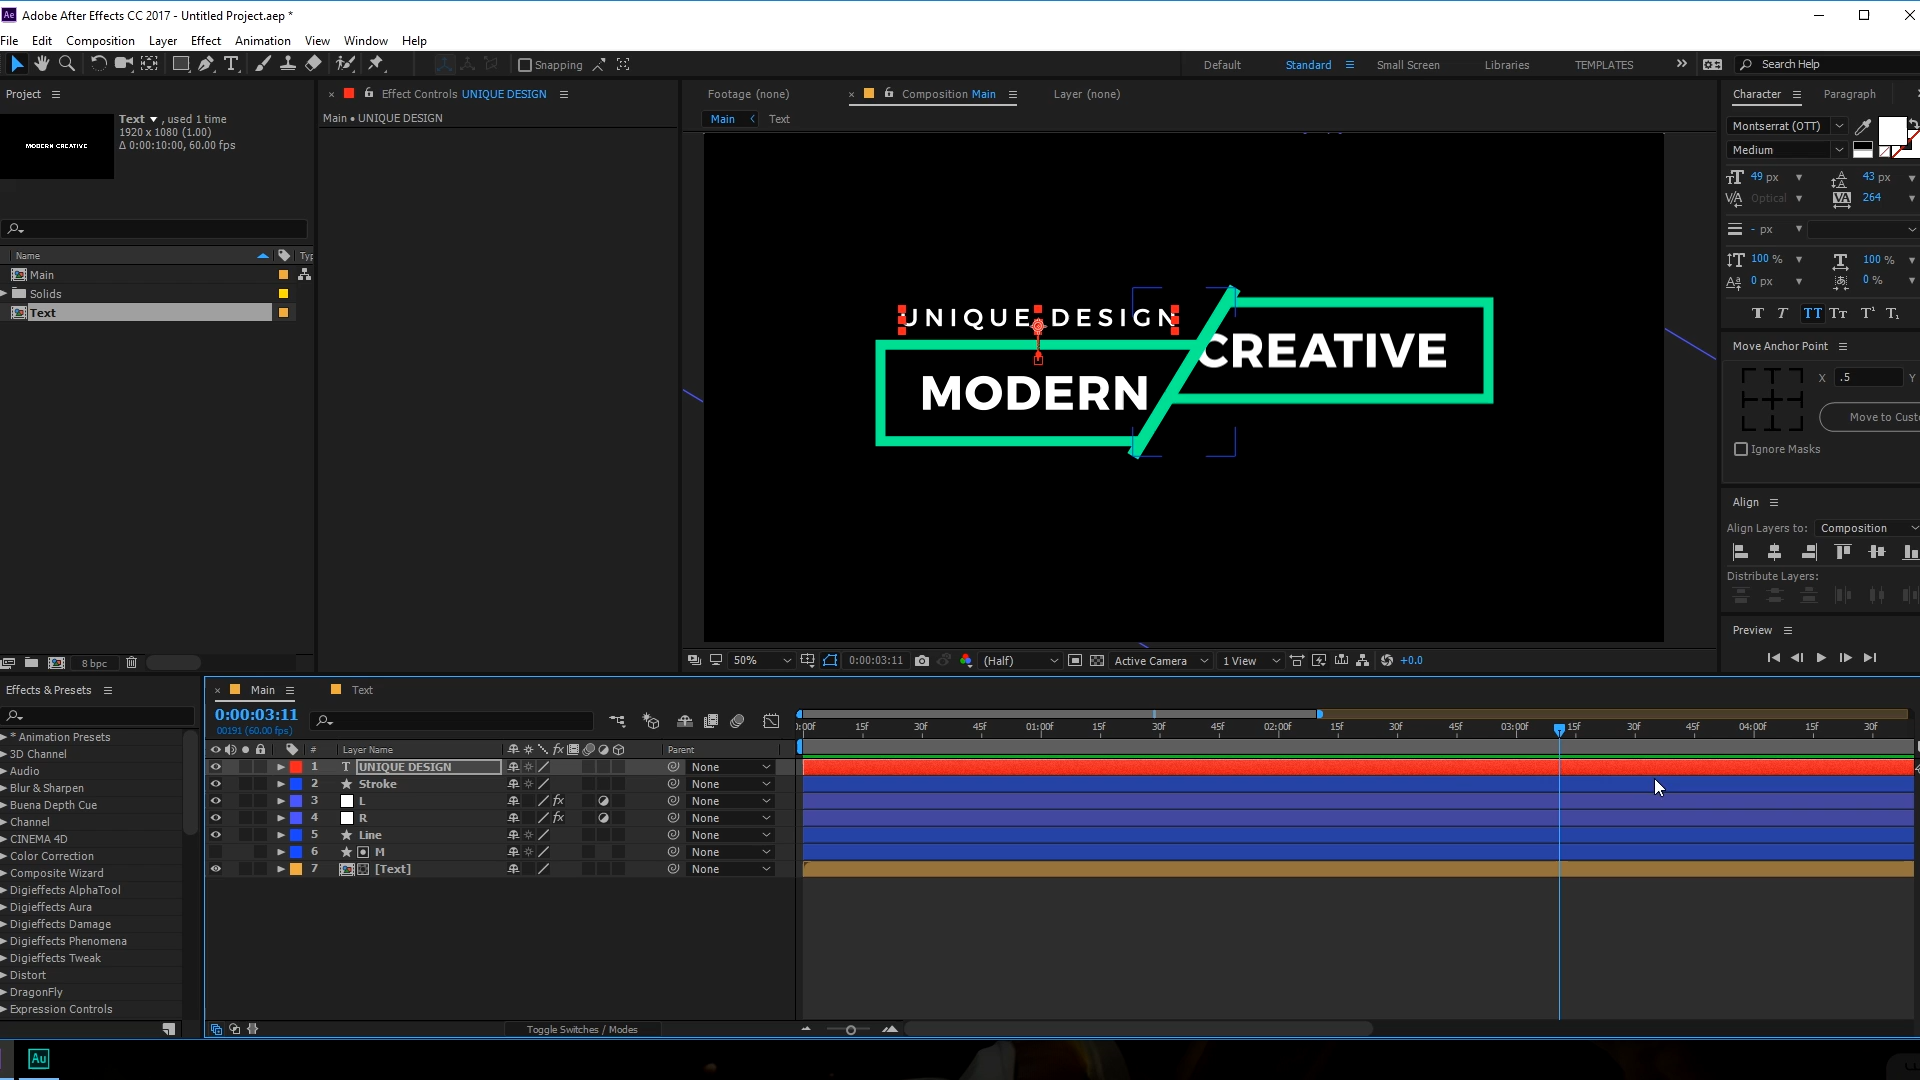 Adobe After Effects CC 2017 - Untitled Project.aep *
File Edit Composition Layer Effect Animation View Window Help
Snapping
Default Standard Small Screen Libraries TEMPLATES Search Help
Project
Text , used 1 time
1920 x 1080 (1.00)
Δ 0:00:10:00, 60.00 fps
MODERN CREATIVE
Name Typ
Main
Solids
Text
8 bpc
Effect Controls UNIQUE DESIGN
Main • UNIQUE DESIGN
Footage (none) Composition Main Layer (none)
Main Text
UNIQUE DESIGN
CREATIVE
MODERN
50% 0:00:03:11 (Half) Active Camera 1 View +0.0
Character Paragraph
Montserrat (OTT)
Medium
49 px 43 px
Optical 264
- px
100 % 100 %
0 px 0 %
Move Anchor Point
X .5 Y
Move to Cust
Ignore Masks
Align
Align Layers to: Composition
Distribute Layers:
Preview
Effects & Presets
* Animation Presets
3D Channel
Audio
Blur & Sharpen
Buena Depth Cue
Channel
CINEMA 4D
Color Correction
Composite Wizard
Digieffects AlphaTool
Digieffects Aura
Digieffects Damage
Digieffects Phenomena
Digieffects Tweak
Distort
DragonFly
Expression Controls
Main Text
0:00:03:11
00191 (60.00 fps)
:00f 15f 30f 45f 01:00f 15f 30f 45f 02:00f 15f 30f 45f 03:00f 15f 30f 45f 04:00f 15f 30f
# Layer Name fx Parent
1 T UNIQUE DESIGN None
2 Stroke None
3 L fx None
4 R fx None
5 Line None
6 M None
7 [Text] None
Toggle Switches / Modes
Au